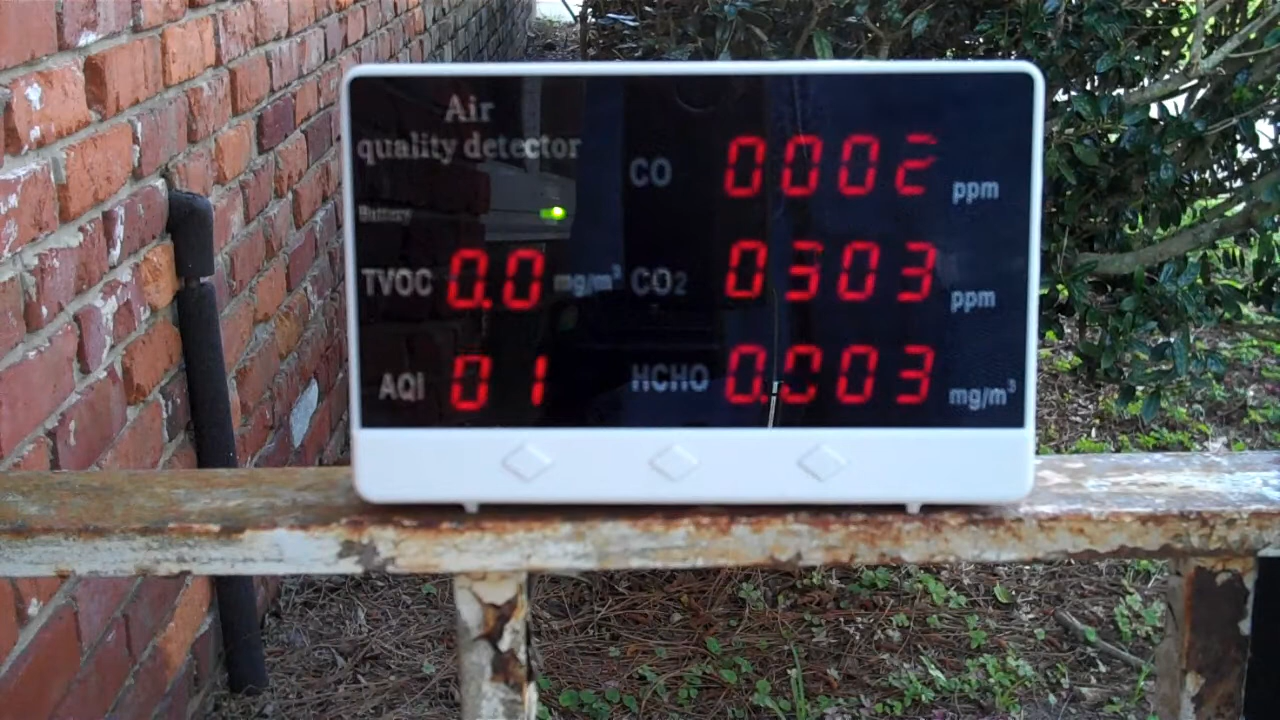 Air
quality detector
Battery
CO 0002 ppm
TVOC 0.0 mg/m³
CO₂ 0303 ppm
AQI 01
HCHO 0.003 mg/m³